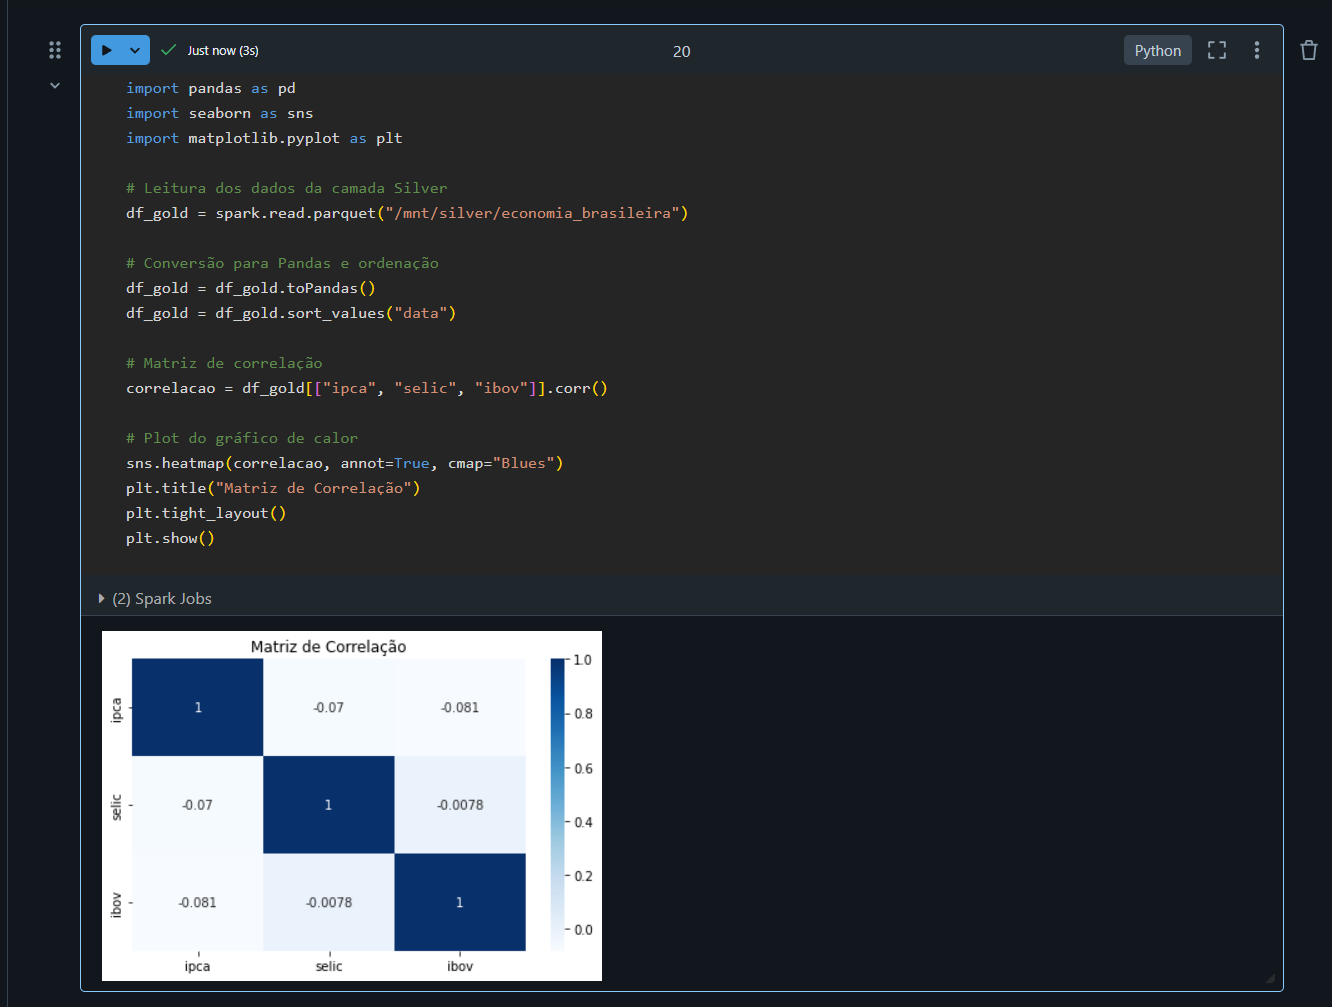 Just now (3s)
20
Python
import pandas as pd
import seaborn as sns
import matplotlib.pyplot as plt
# Leitura dos dados da camada Silver
df_gold = spark.read.parquet("/mnt/silver/economia_brasileira")
# Conversão para Pandas e ordenação
df_gold = df_gold.toPandas()
df_gold = df_gold.sort_values("data")
# Matriz de correlação
correlacao = df_gold[["ipca", "selic", "ibov"]].corr()
# Plot do gráfico de calor
sns.heatmap(correlacao, annot=True, cmap="Blues")
plt.title("Matriz de Correlação")
plt.tight_layout()
plt.show()
(2) Spark Jobs
Matriz de Correlação
ipca
1
-0.07
-0.081
selic
-0.07
1
-0.0078
ibov
-0.081
-0.0078
1
ipca
selic
ibov
1.0
0.8
0.6
0.4
0.2
0.0